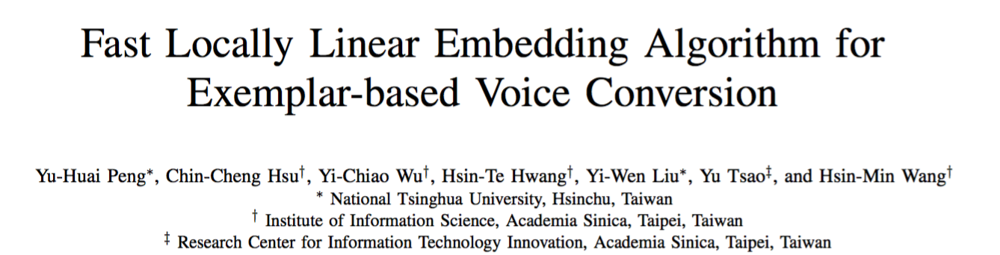 Fast Locally Linear Embedding Algorithm for
Exemplar-based Voice Conversion
Yu-Huai Peng*, Chin-Cheng Hsu†, Yi-Chiao Wu†, Hsin-Te Hwang†, Yi-Wen Liu*, Yu Tsao‡, and Hsin-Min Wang†
* National Tsinghua University, Hsinchu, Taiwan
† Institute of Information Science, Academia Sinica, Taipei, Taiwan
‡ Research Center for Information Technology Innovation, Academia Sinica, Taipei, Taiwan